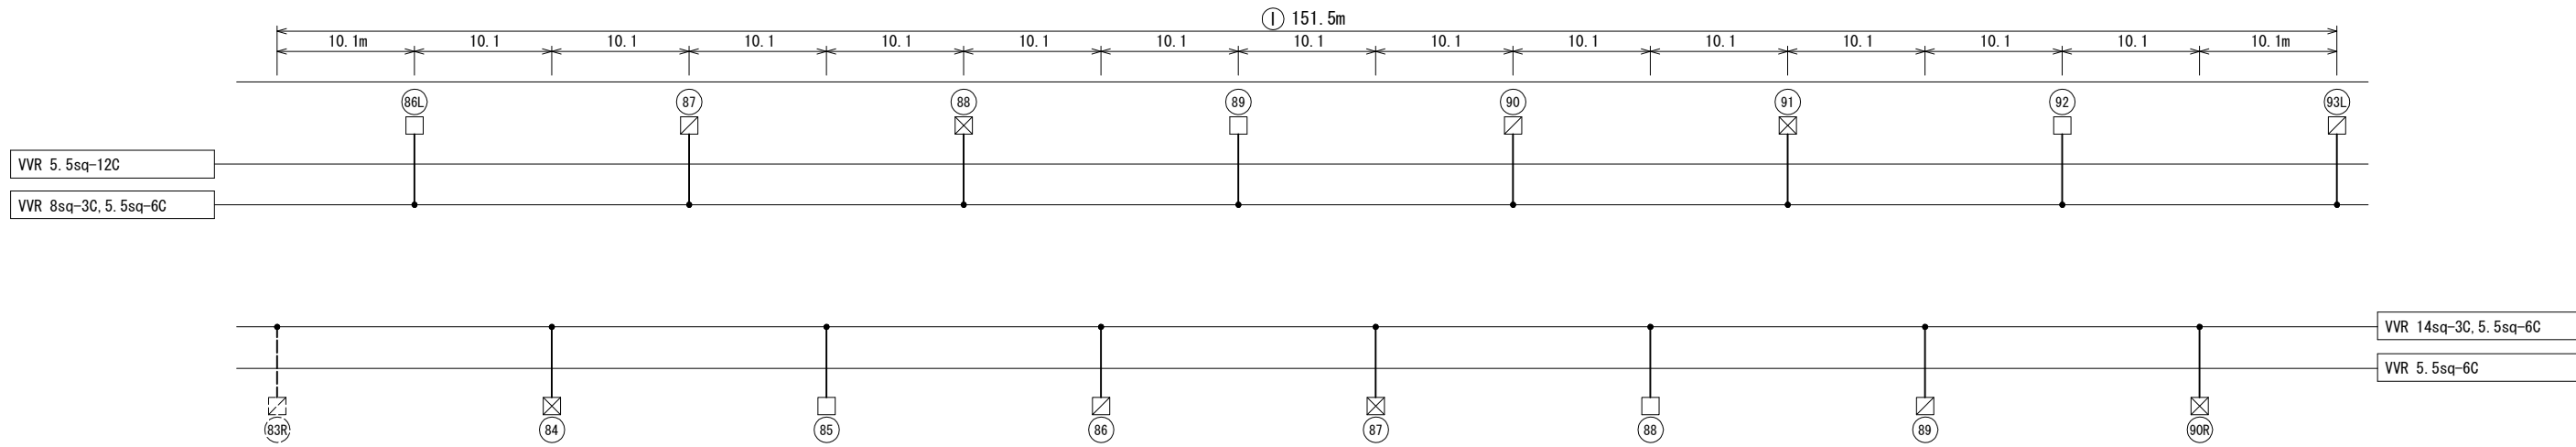 Ⓘ 151.5m
10.1m 10.1 10.1 10.1 10.1 10.1 10.1 10.1 10.1 10.1 10.1 10.1 10.1 10.1 10.1m
86L 87 88 89 90 91 92 93L
VVR 5.5sq-12C
VVR 8sq-3C,5.5sq-6C
VVR 14sq-3C,5.5sq-6C
VVR 5.5sq-6C
83R 84 85 86 87 88 89 90R